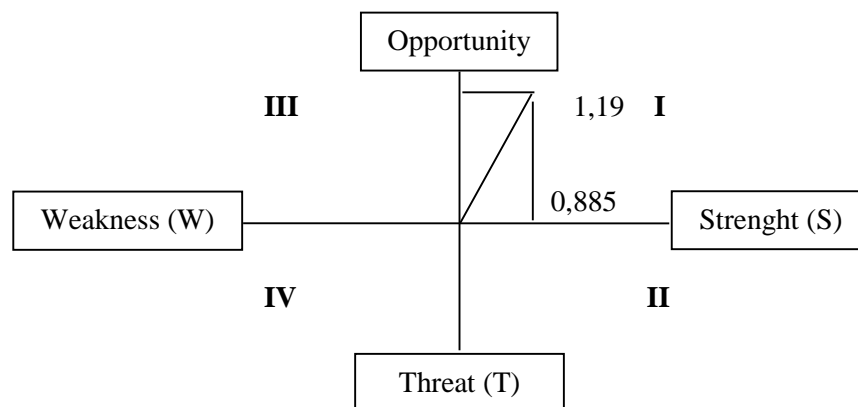 Opportunity
III
1,19
I
0,885
Weakness (W)
Strenght (S)
IV
II
Threat (T)